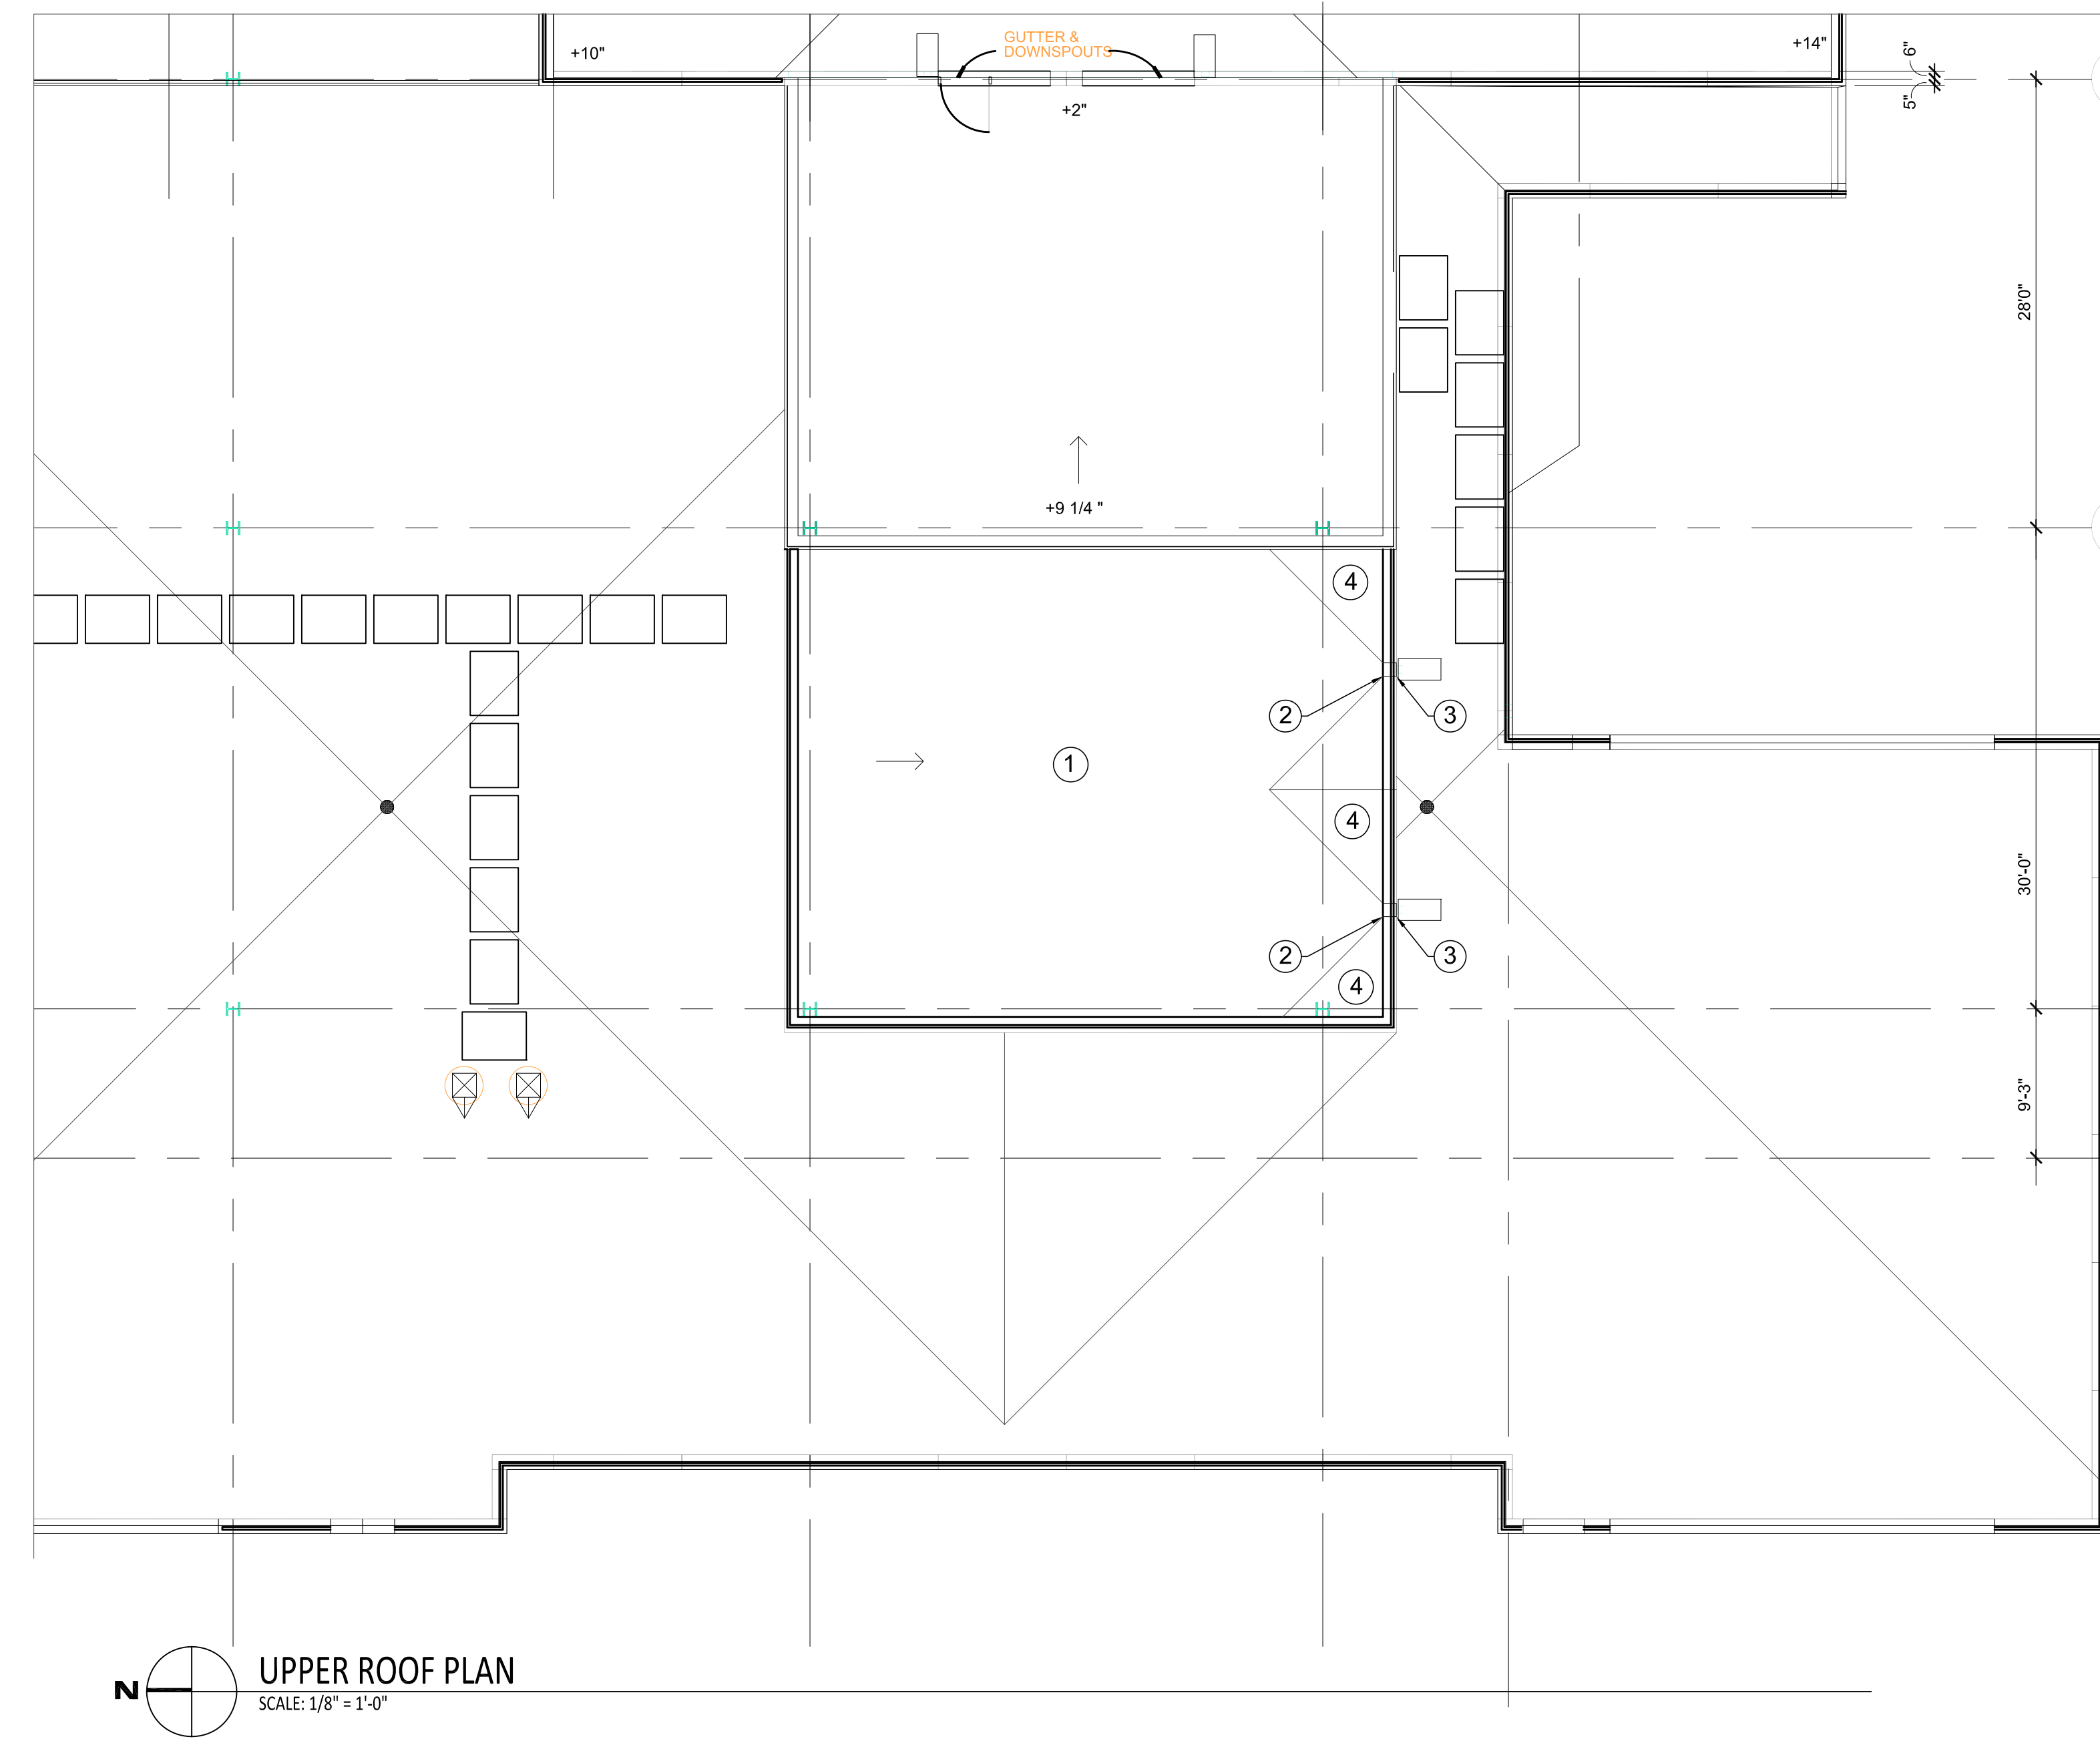 GUTTER &
DOWNSPOUTS
+10"
+14"
6"
5"
+2"
28'0"
+9 1/4 "
4
2
3
1
4
30'-0"
2
3
4
9'-3"
N
UPPER ROOF PLAN
SCALE: 1/8" = 1'-0"